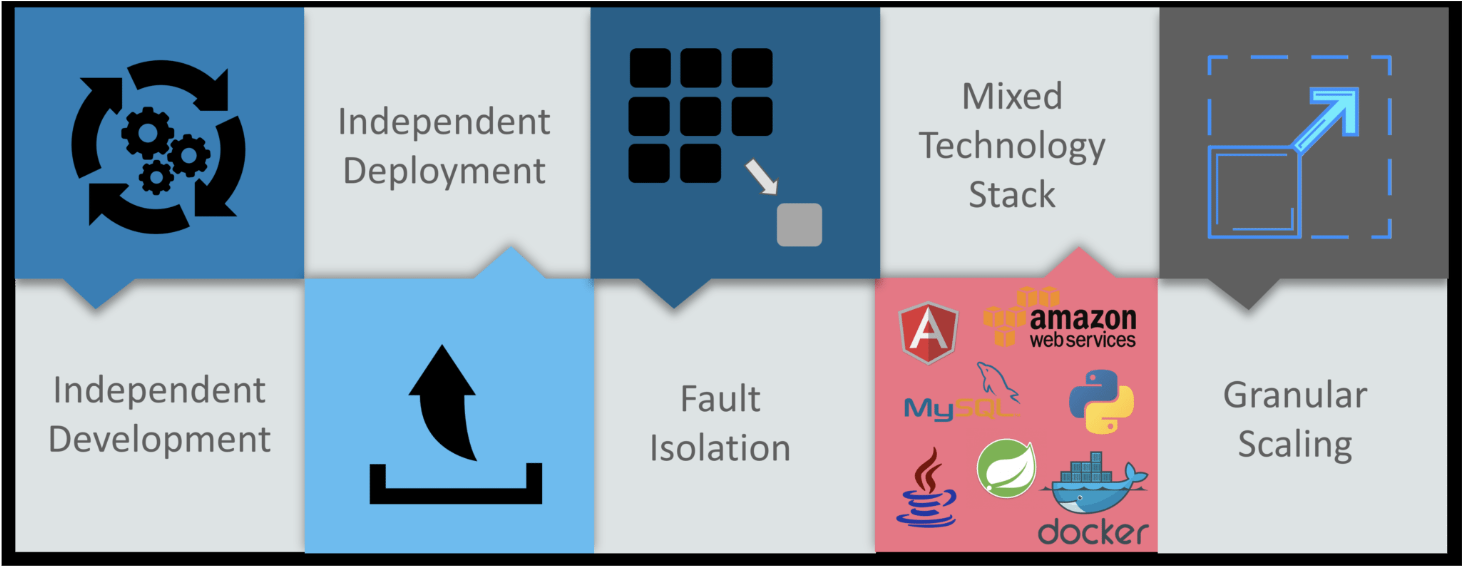 Independent
Deployment
Mixed
Technology
Stack
Independent
Development
Fault
Isolation
A
amazon
web services
MySQL
docker
Granular
Scaling